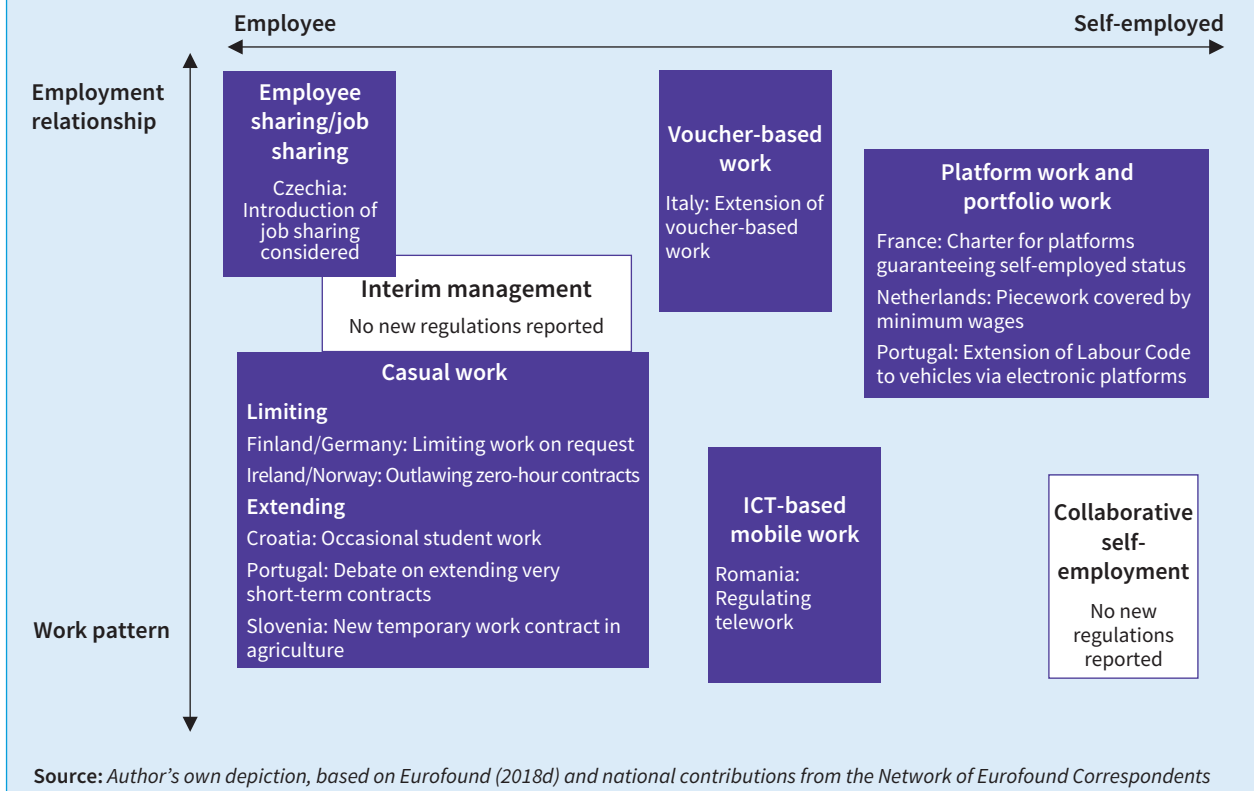 Employee
Self-employed
Employment
relationship
Employee
sharing/job
sharing
Czechia:
Introduction of
job sharing
considered
Interim management
No new regulations reported
Voucher-based
work
Italy: Extension of
voucher-based
work
Platform work and
portfolio work
France: Charter for platforms
guaranteeing self-employed status
Netherlands: Piecework covered by
minimum wages
Portugal: Extension of Labour Code
to vehicles via electronic platforms
Casual work
Limiting
Finland/Germany: Limiting work on request
Ireland/Norway: Outlawing zero-hour contracts
Extending
Croatia: Occasional student work
Portugal: Debate on extending very
short-term contracts
Slovenia: New temporary work contract in
agriculture
ICT-based
mobile work
Romania:
Regulating
telework
Collaborative
self-
employment
No new
regulations
reported
Work pattern
Source: Author's own depiction, based on Eurofound (2018d) and national contributions from the Network of Eurofound Correspondents